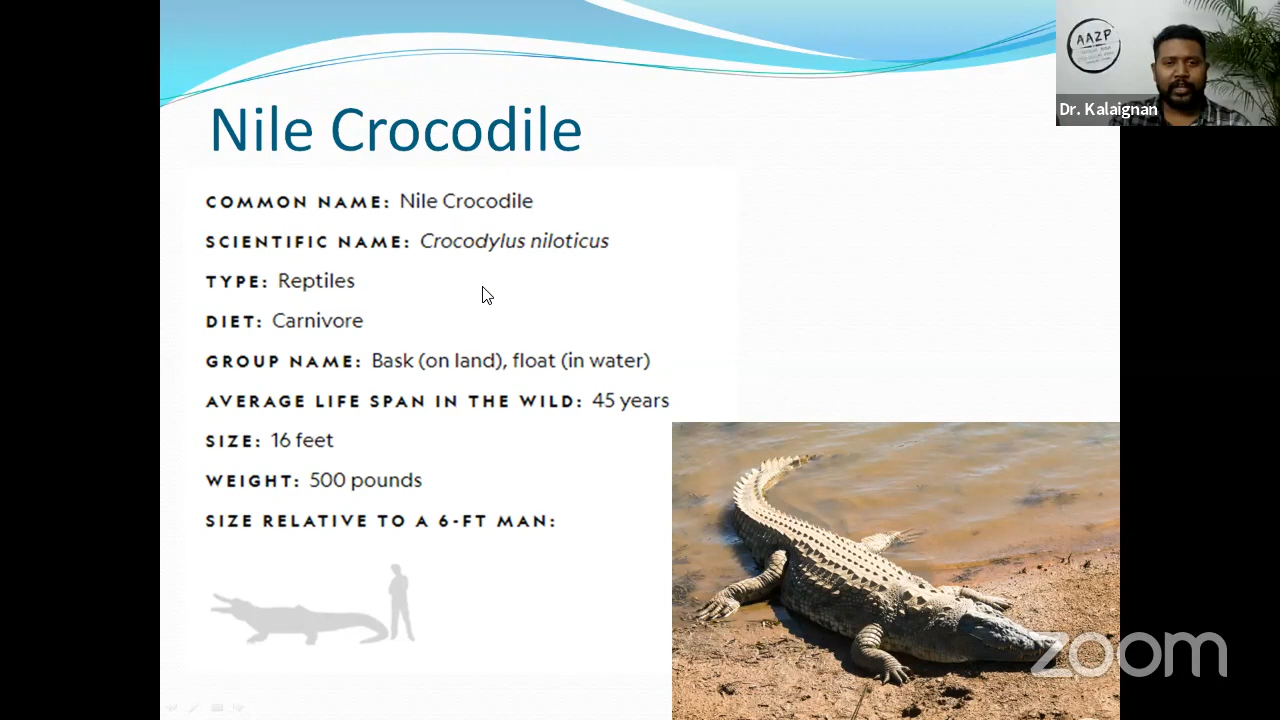 Nile Crocodile
COMMON NAME: Nile Crocodile
SCIENTIFIC NAME: Crocodylus niloticus
TYPE: Reptiles
DIET: Carnivore
GROUP NAME: Bask (on land), float (in water)
AVERAGE LIFE SPAN IN THE WILD: 45 years
SIZE: 16 feet
WEIGHT: 500 pounds
SIZE RELATIVE TO A 6-FT MAN:
AAZP
Dr. Kalaignan
zoom